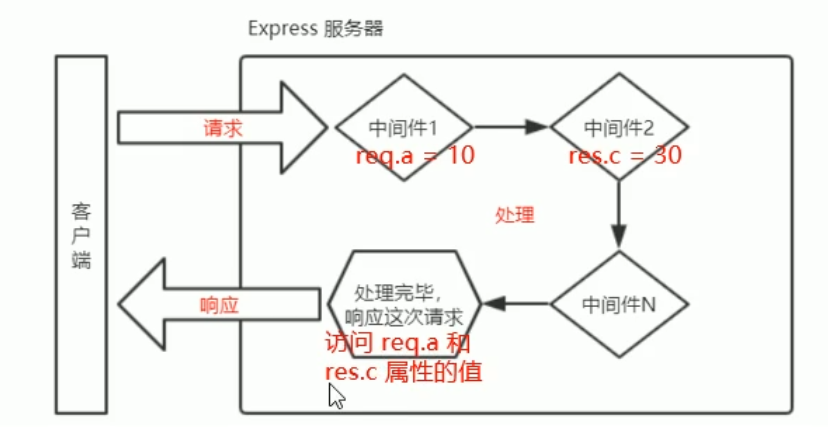 Express 服务器
请求
中间件1
req.a = 10
中间件2
res.c = 30
客
户
端
处理
响应
处理完毕，
响应这次请求
中间件N
访问 req.a 和
res.c 属性的值